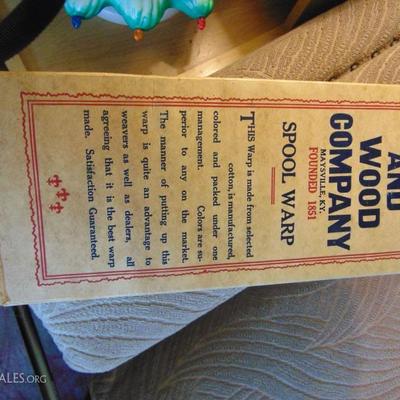 AND
WOOD
COMPANY
MAYSVILLE, KY.
FOUNDED 1851
SPOOL WARP
THIS Warp is made from selected
cotton, is manufactured,
colored and packed under one
management. Colors are su-
perior to any on the market.
The manner of putting up this
warp is quite an advantage to
weavers as well as dealers, all
agreeing that it is the best warp
made. Satisfaction Guaranteed.
ALES.ORG